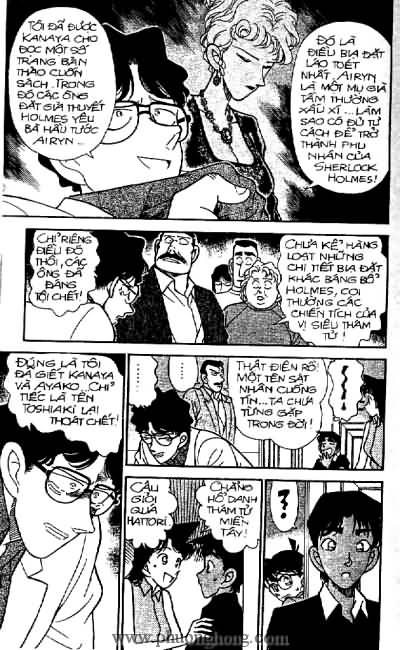 TÔI ĐÃ ĐƯỢC
KANAYA CHO
ĐỌC MỘT SỐ
TRANG BẢN
THẢO CUỐN
SÁCH. TRONG
ĐÓ CÁC ÔNG
ĐẶT GIẢ THUYẾT
HOLMES YÊU
BÀ HẦU TƯỚC
AIRYN...
ĐÓ LÀ
ĐIỀU BỊA ĐẶT
LÁO TOÉT
NHẤT. AIRYN
LÀ MỘT MỤ GIÀ
TẦM THƯỜNG
XẤU XÍ ... LÀM
SAO CÓ ĐỦ TƯ
CÁCH ĐỂ TRỞ
THÀNH PHU
NHÂN CỦA
SHERLOCK
HOLMES!
CHƯA KỂ HÀNG
LOẠT NHỮNG
CHI TIẾT BỊA ĐẶT
KHÁC BÁNG BỔ
HOLMES, COI
THƯỜNG CÁC
CHIẾN TÍCH CỦA
VỊ SIÊU THÁM
TỬ!
CHỈ RIÊNG
ĐIỀU ĐÓ
THÔI, CÁC
ÔNG ĐÃ
ĐÁNG
TỘI CHẾT!
ĐÚNG LÀ TÔI
ĐÃ GIẾT KANAYA
VÀ AYAKO... CHỈ
TIẾC LÀ TÊN
TOSHIAKI LẠI
THOÁT CHẾT!
THẬT ĐIÊN RỒ!
MỘT TÊN SÁT
NHÂN CUỒNG
TÍN... TA CHƯA
TỪNG GẶP
TRONG ĐỜI!
CẬU
GIỎI
QUÁ
HATTORI
CHẲNG
HỔ DANH
THÁM TỬ
MIỀN
TÂY!
?
www.phuonghong.com